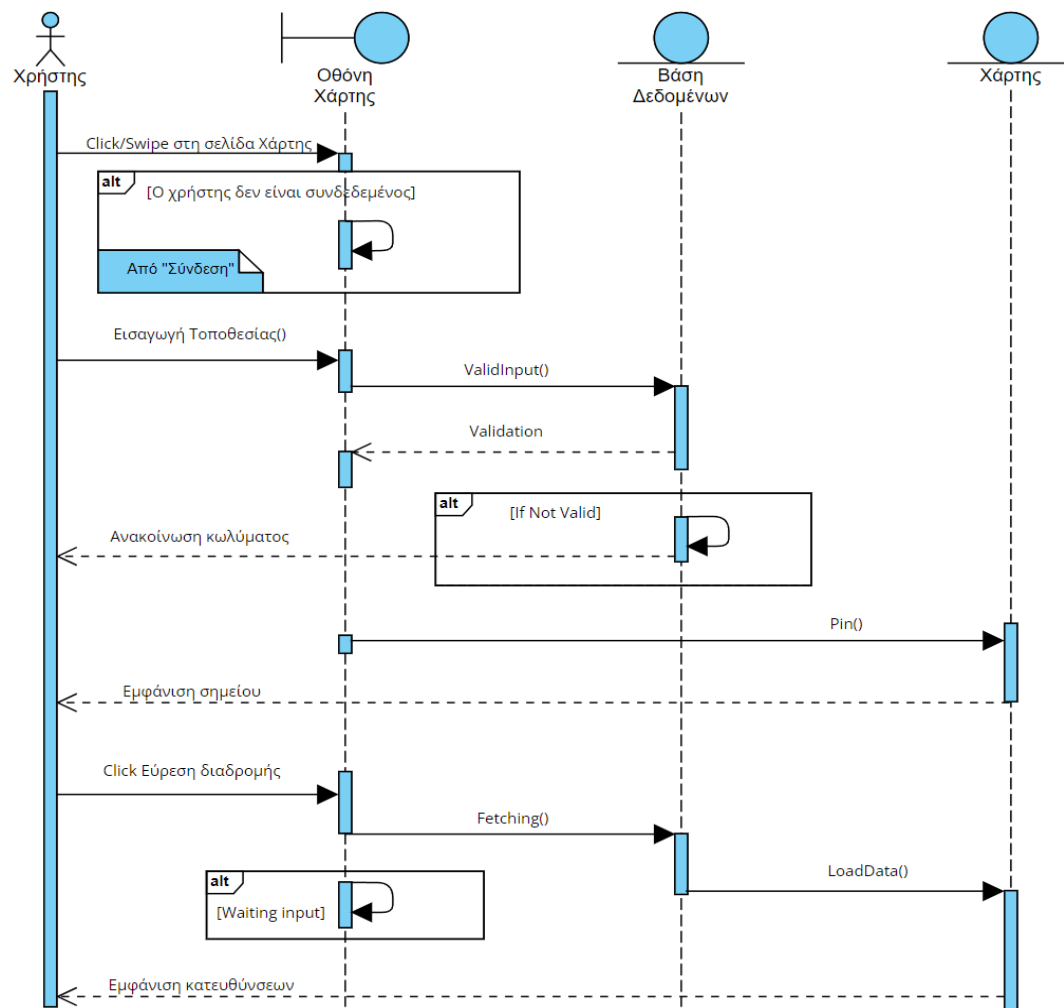 Χρήστης
Οθόνη
Χάρτης
Βάση
Δεδομένων
Χάρτης
Click/Swipe στη σελίδα Χάρτης
alt
[Ο χρήστης δεν είναι συνδεδεμένος]
Από "Σύνδεση"
Εισαγωγή Τοποθεσίας()
ValidInput()
Validation
alt
[If Not Valid]
Ανακοίνωση κωλύματος
Pin()
Εμφάνιση σημείου
Click Εύρεση διαδρομής
Fetching()
LoadData()
alt
[Waiting input]
Εμφάνιση κατευθύνσεων